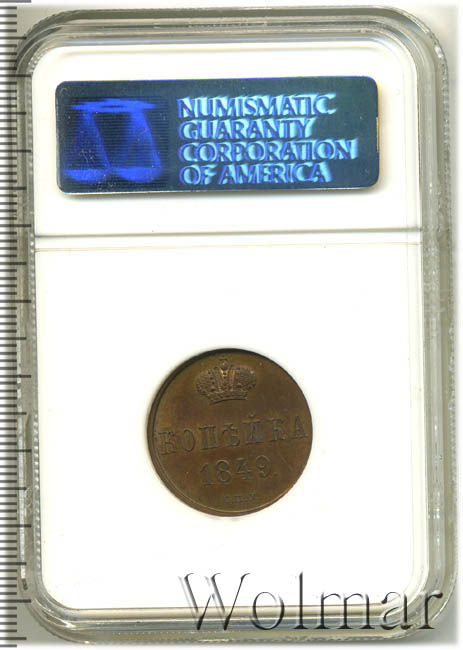 NUMISMATIC
GUARANTY
CORPORATION
OF AMERICA
КОПѢЙКА
1849.
С.П.М.
Wolmar